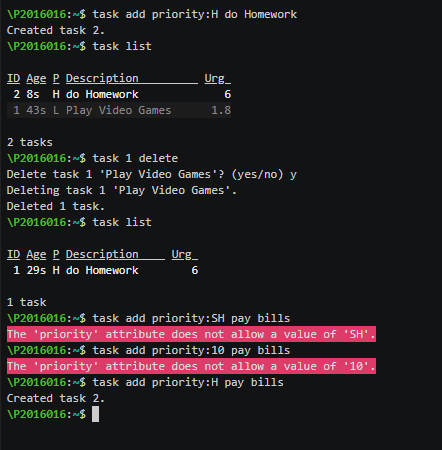 \P2016016:~$ task add priority:H do Homework
Created task 2.
\P2016016:~$ task list
ID Age P Description Urg
2 8s H do Homework 6
1 43s L Play Video Games 1.8
2 tasks
\P2016016:~$ task 1 delete
Delete task 1 'Play Video Games'? (yes/no) y
Deleting task 1 'Play Video Games'.
Deleted 1 task.
\P2016016:~$ task list
ID Age P Description Urg
1 29s H do Homework 6
1 task
\P2016016:~$ task add priority:SH pay bills
The 'priority' attribute does not allow a value of 'SH'.
\P2016016:~$ task add priority:10 pay bills
The 'priority' attribute does not allow a value of '10'.
\P2016016:~$ task add priority:H pay bills
Created task 2.
\P2016016:~$